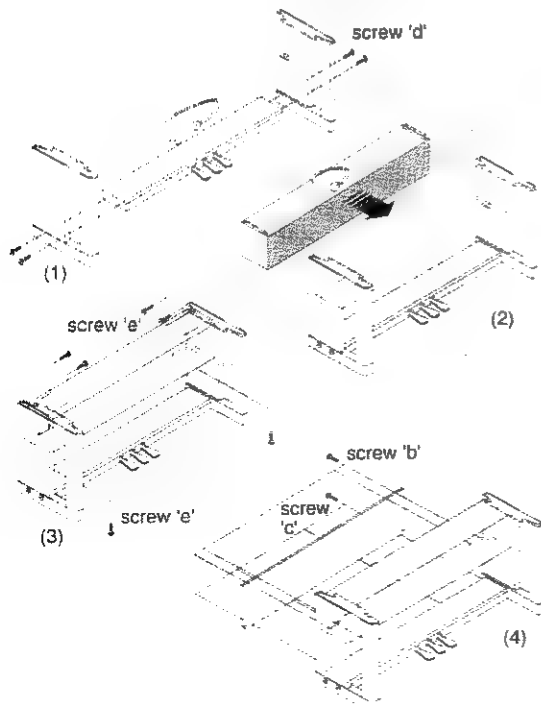 screw 'd'
(1)
(2)
screw 'e'
(3)
screw 'e'
screw 'b'
screw
'c'
(4)